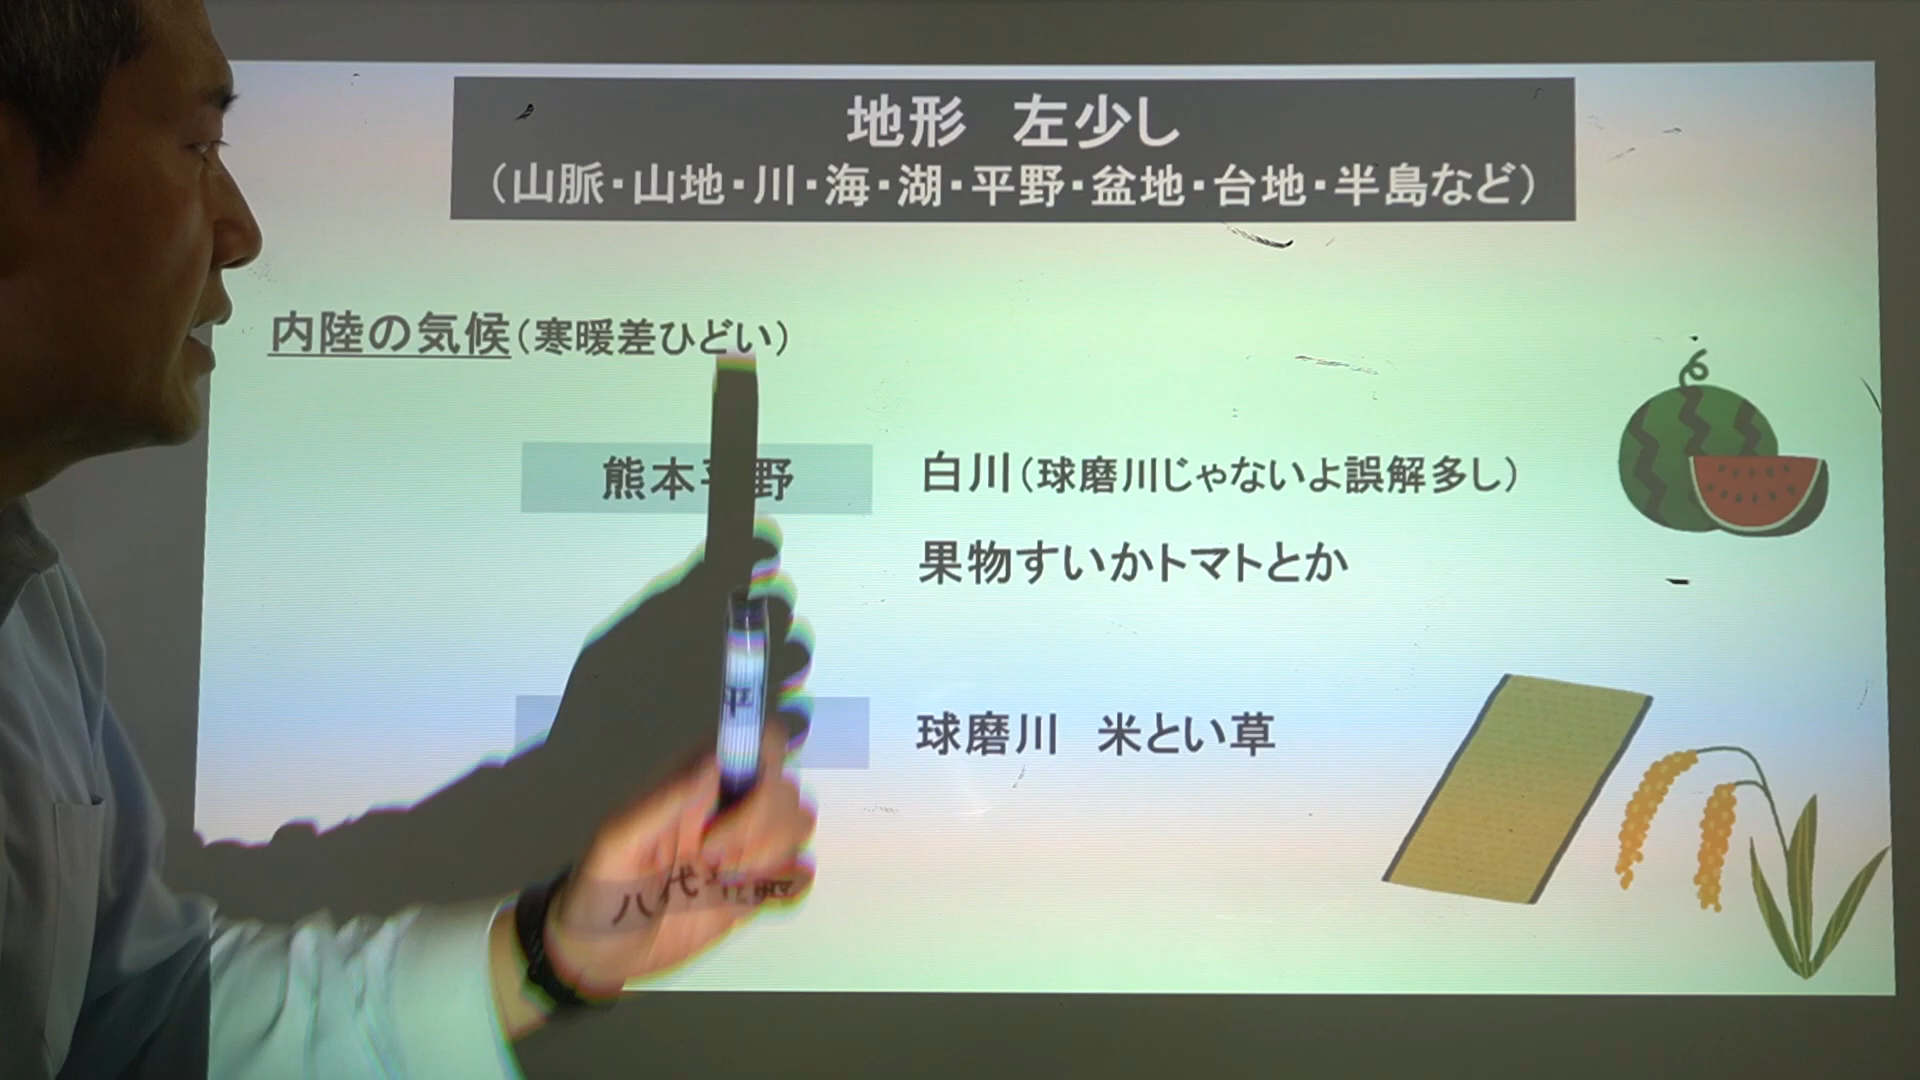 地形 左少し
（山脈・山地・川・海・湖・平野・盆地・台地・半島など）
内陸の気候（寒暖差ひどい）
熊本平野 白川（球磨川じゃないよ誤解多し）
果物すいかトマトとか
八代平野 球磨川 米とい草